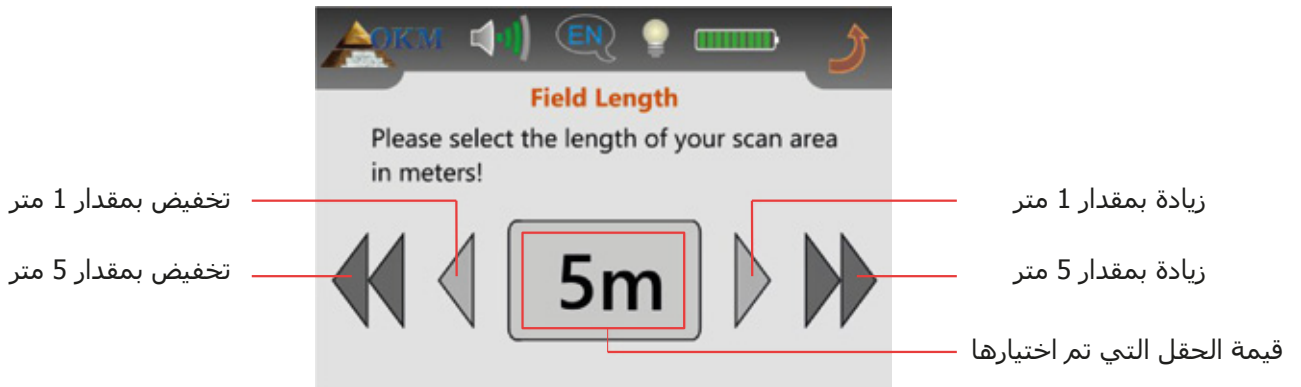 OKM
EN
Field Length
Please select the length of your scan area
in meters!
تخفيض بمقدار 1 متر
زيادة بمقدار 1 متر
5m
تخفيض بمقدار 5 متر
زيادة بمقدار 5 متر
قيمة الحقل التي تم اختيارها